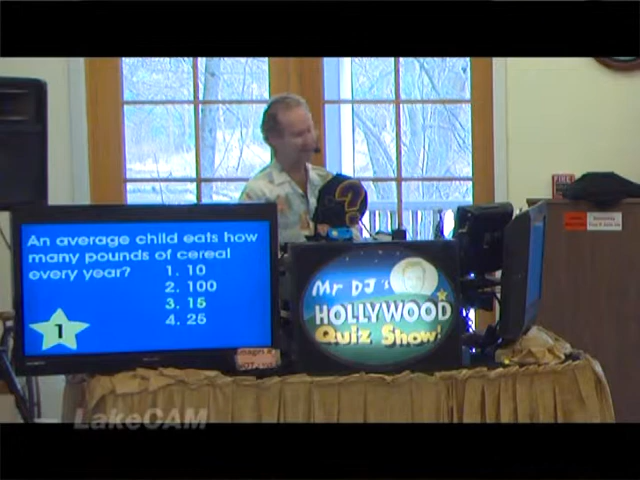 An average child eats how
many pounds of cereal
every year?
1. 10
2. 100
3. 15
4. 25
1
?
Mr DJ's
HOLLYWOOD
Quiz Show!
FIRE
LakeCAM